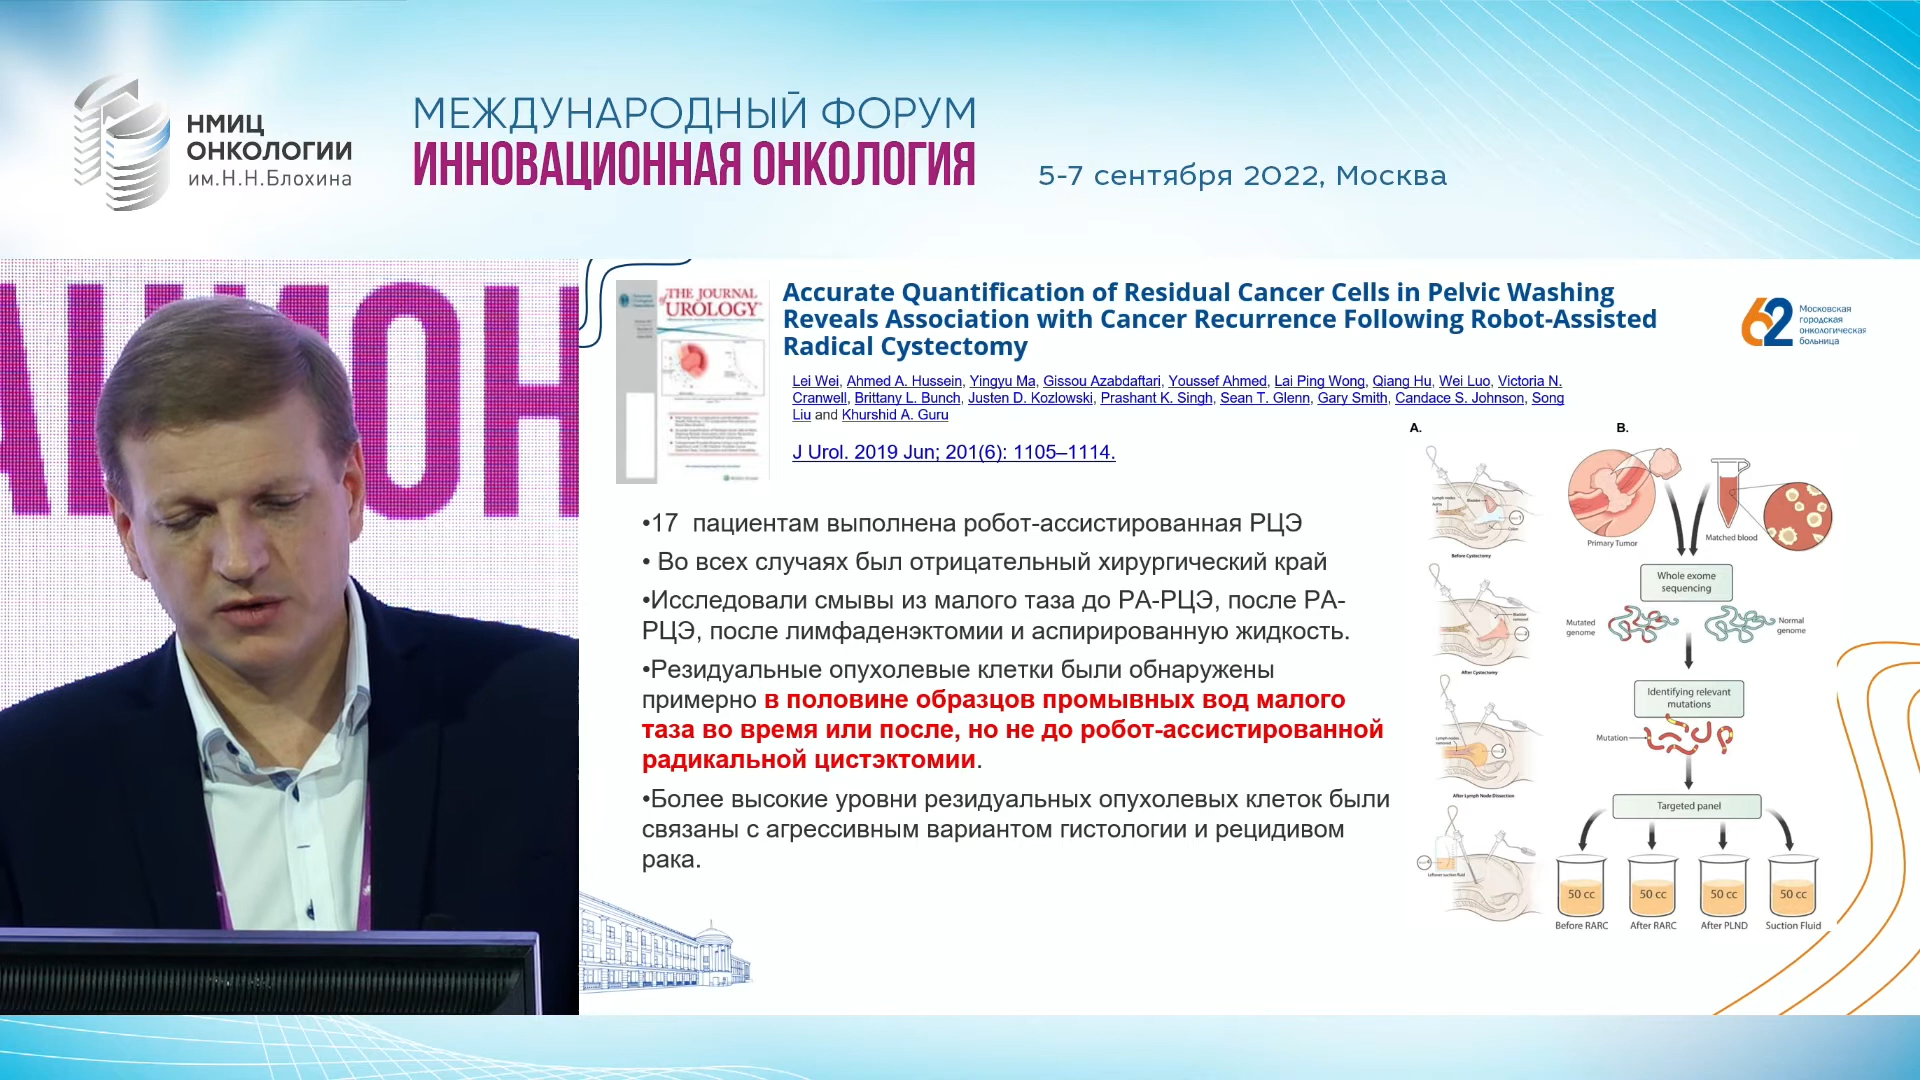 НМИЦ
ОНКОЛОГИИ
им.Н.Н.Блохина
МЕЖДУНАРОДНЫЙ ФОРУМ
ИННОВАЦИОННАЯ ОНКОЛОГИЯ
5-7 сентября 2022, Москва
THE JOURNAL
of UROLOGY
Accurate Quantification of Residual Cancer Cells in Pelvic Washing
Reveals Association with Cancer Recurrence Following Robot-Assisted
Radical Cystectomy
62
Московская
городская
онкологическая
больница
Lei Wei, Ahmed A. Hussein, Yingyu Ma, Gissou Azabdaftari, Youssef Ahmed, Lai Ping Wong, Qiang Hu, Wei Luo, Victoria N.
Cranwell, Brittany L. Bunch, Justen D. Kozlowski, Prashant K. Singh, Sean T. Glenn, Gary Smith, Candace S. Johnson, Song
Liu and Khurshid A. Guru
J Urol. 2019 Jun; 201(6): 1105–1114.
•17 пациентам выполнена робот-ассистированная РЦЭ
• Во всех случаях был отрицательный хирургический край
•Исследовали смывы из малого таза до РА-РЦЭ, после РА-
РЦЭ, после лимфаденэктомии и аспирированную жидкость.
•Резидуальные опухолевые клетки были обнаружены
примерно в половине образцов промывных вод малого
таза во время или после, но не до робот-ассистированной
радикальной цистэктомии.
•Более высокие уровни резидуальных опухолевых клеток были
связаны с агрессивным вариантом гистологии и рецидивом
рака.
A.
Before Cystectomy
After Cystectomy
After Lymph Node Dissection
B.
Primary Tumor
Matched blood
Whole exome
sequencing
Mutated
genome
Normal
genome
Identifying relevant
mutations
Mutation
Targeted panel
50 cc
50 cc
50 cc
50 cc
Before RARC
After RARC
After PLND
Suction Fluid